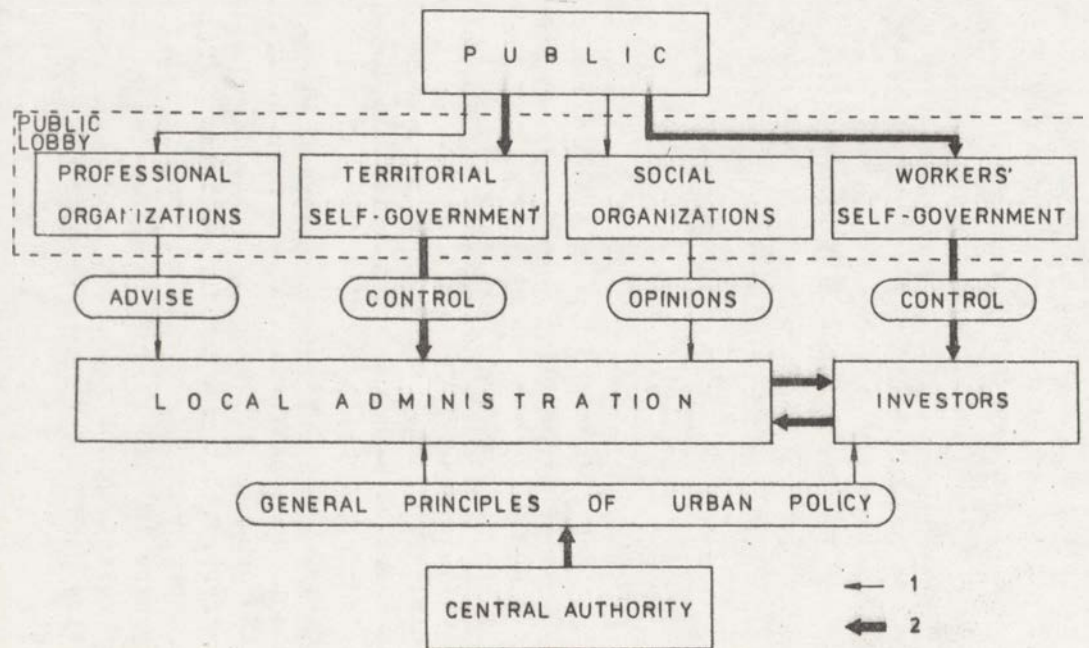 PUBLIC
PUBLIC
LOBBY
PROFESSIONAL
ORGANIZATIONS
TERRITORIAL
SELF-GOVERNMENT
SOCIAL
ORGANIZATIONS
WORKERS'
SELF-GOVERNMENT
ADVISE
CONTROL
OPINIONS
CONTROL
LOCAL ADMINISTRATION
INVESTORS
GENERAL PRINCIPLES OF URBAN POLICY
CENTRAL AUTHORITY
1
2